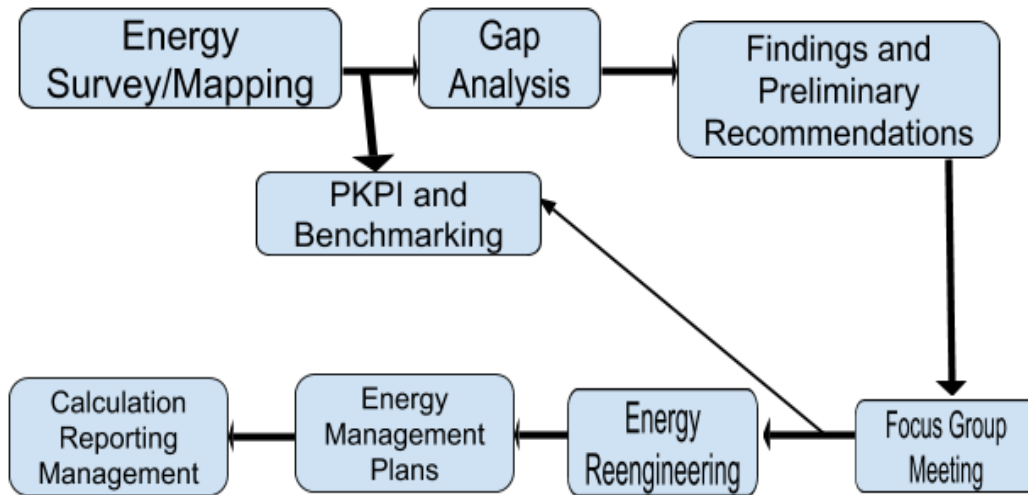 Energy
Survey/Mapping
Gap
Analysis
Findings and
Preliminary
Recommendations
PKPI and
Benchmarking
Calculation
Reporting
Management
Energy
Management
Plans
Energy
Reengineering
Focus Group
Meeting